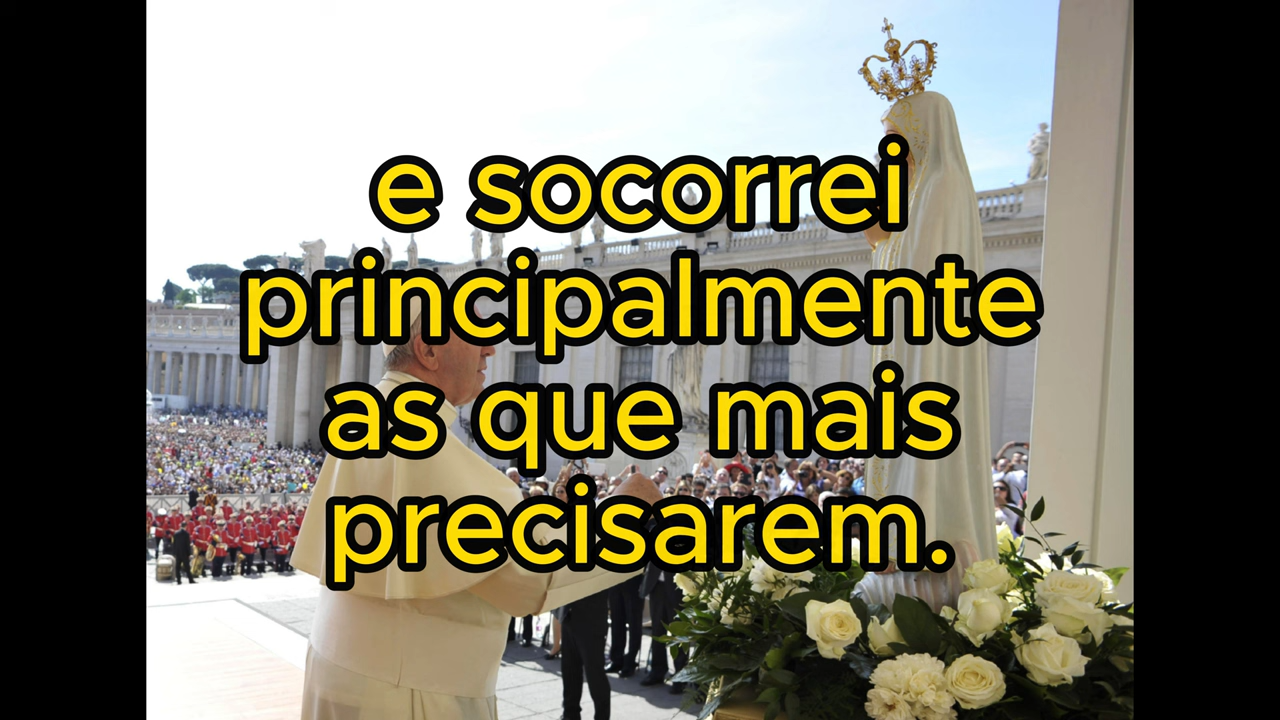 e socorrei
principalmente
as que mais
precisarem.